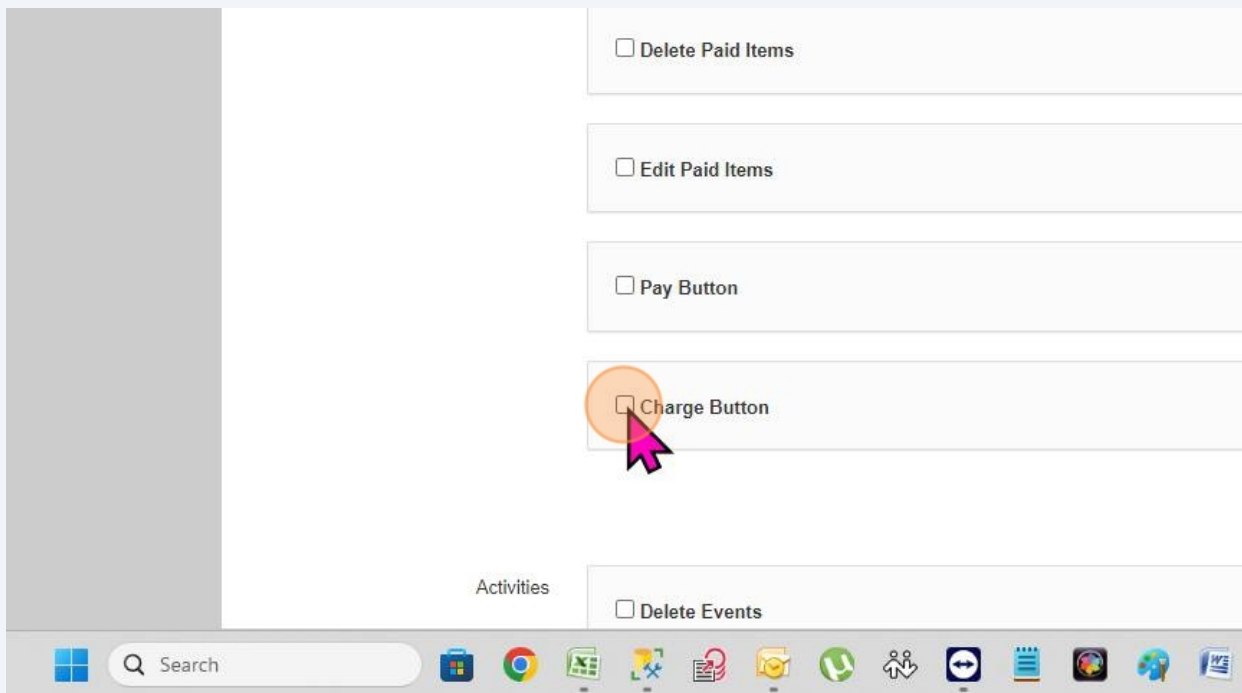 Delete Paid Items
Edit Paid Items
Pay Button
Charge Button
Activities
Delete Events
Search